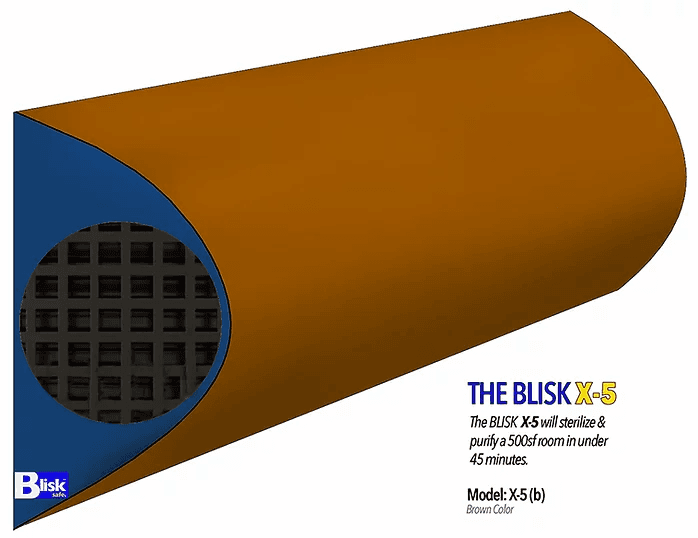 Blisk
safe
THE BLISK X-5
The BLISK X-5 will sterilize &
purify a 500sf room in under
45 minutes.
Model: X-5 (b)
Brown Color